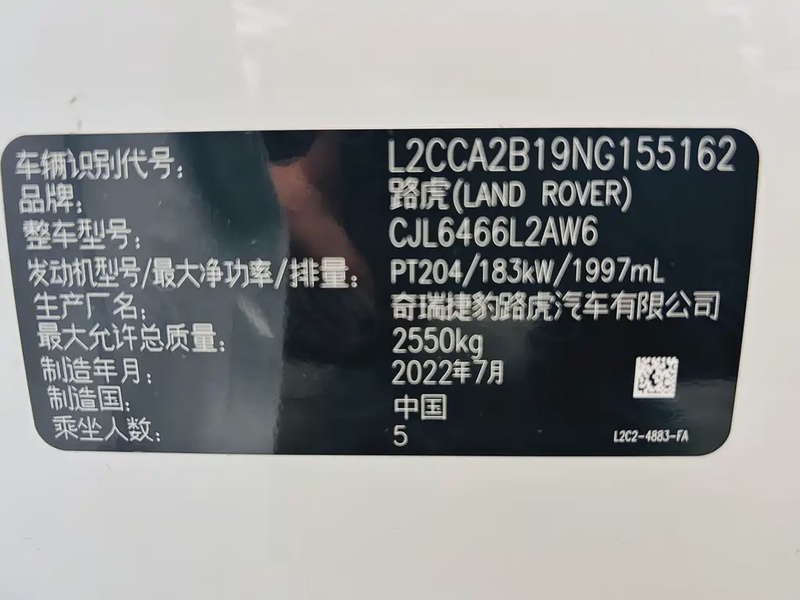 车辆识别代号: L2CCA2B19NG155162
品牌: 路虎(LAND ROVER)
整车型号: CJL6466L2AW6
发动机型号/最大净功率/排量: PT204/183kW/1997mL
生产厂名: 奇瑞捷豹路虎汽车有限公司
最大允许总质量: 2550kg
制造年月: 2022年7月
制造国: 中国
乘坐人数: 5
L2C2-4883-FA